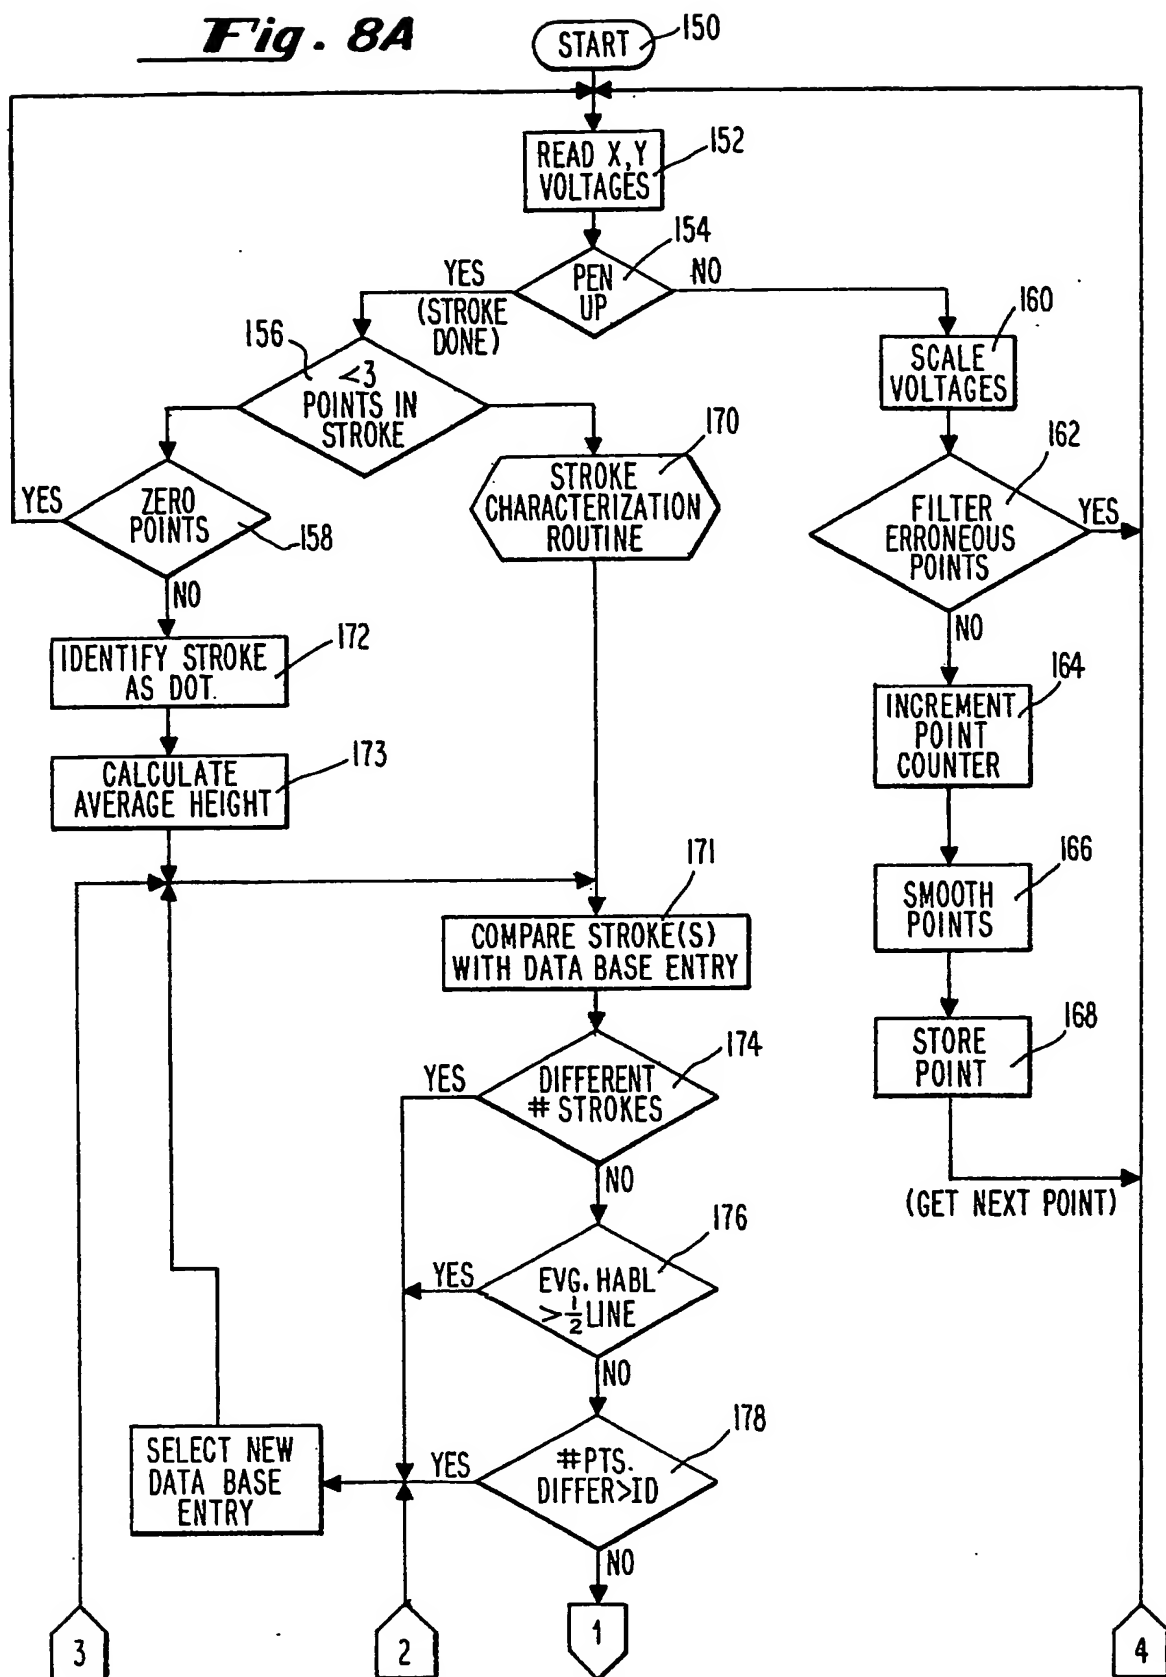 Fig. 8A
START
150
READ X,Y
VOLTAGES
152
PEN
UP
154
YES
(STROKE
DONE)
NO
156
<3
POINTS IN
STROKE
160
SCALE
VOLTAGES
170
STROKE
CHARACTERIZATION
ROUTINE
162
FILTER
ERRONEOUS
POINTS
YES
NO
YES
ZERO
POINTS
158
NO
172
IDENTIFY STROKE
AS DOT.
173
CALCULATE
AVERAGE HEIGHT
164
INCREMENT
POINT
COUNTER
166
SMOOTH
POINTS
168
STORE
POINT
(GET NEXT POINT)
171
COMPARE STROKE(S)
WITH DATA BASE ENTRY
174
YES
DIFFERENT
# STROKES
NO
176
YES
EVG. HABL
>1/2 LINE
NO
178
YES
#PTS.
DIFFER>ID
NO
SELECT NEW
DATA BASE
ENTRY
3
2
1
4